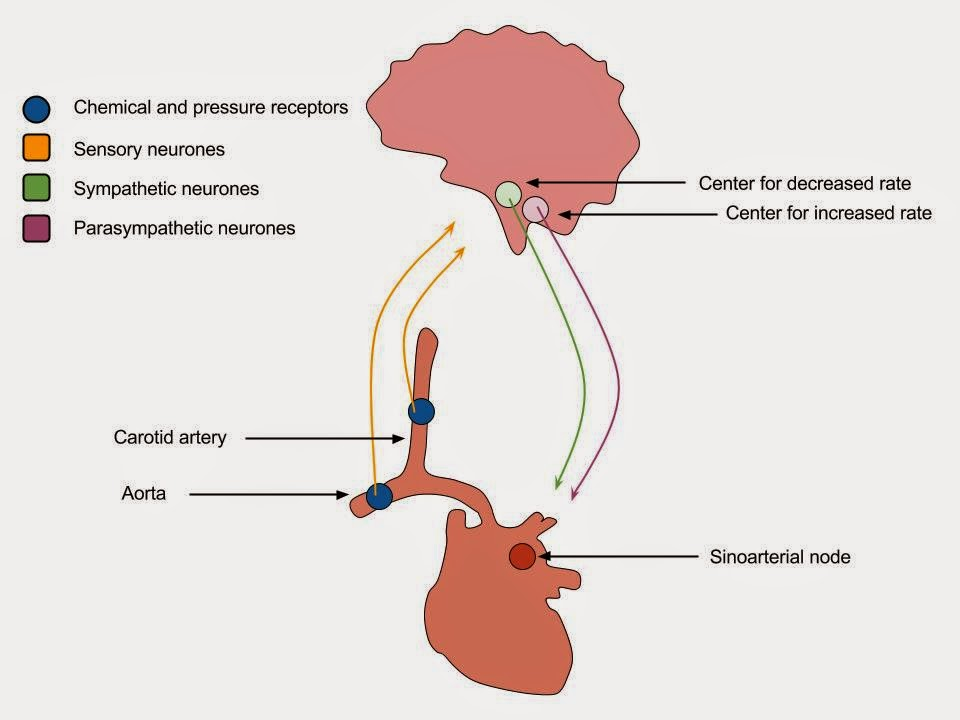 Chemical and pressure receptors
Sensory neurones
Sympathetic neurones
Parasympathetic neurones
Center for decreased rate
Center for increased rate
Carotid artery
Aorta
Sinoarterial node